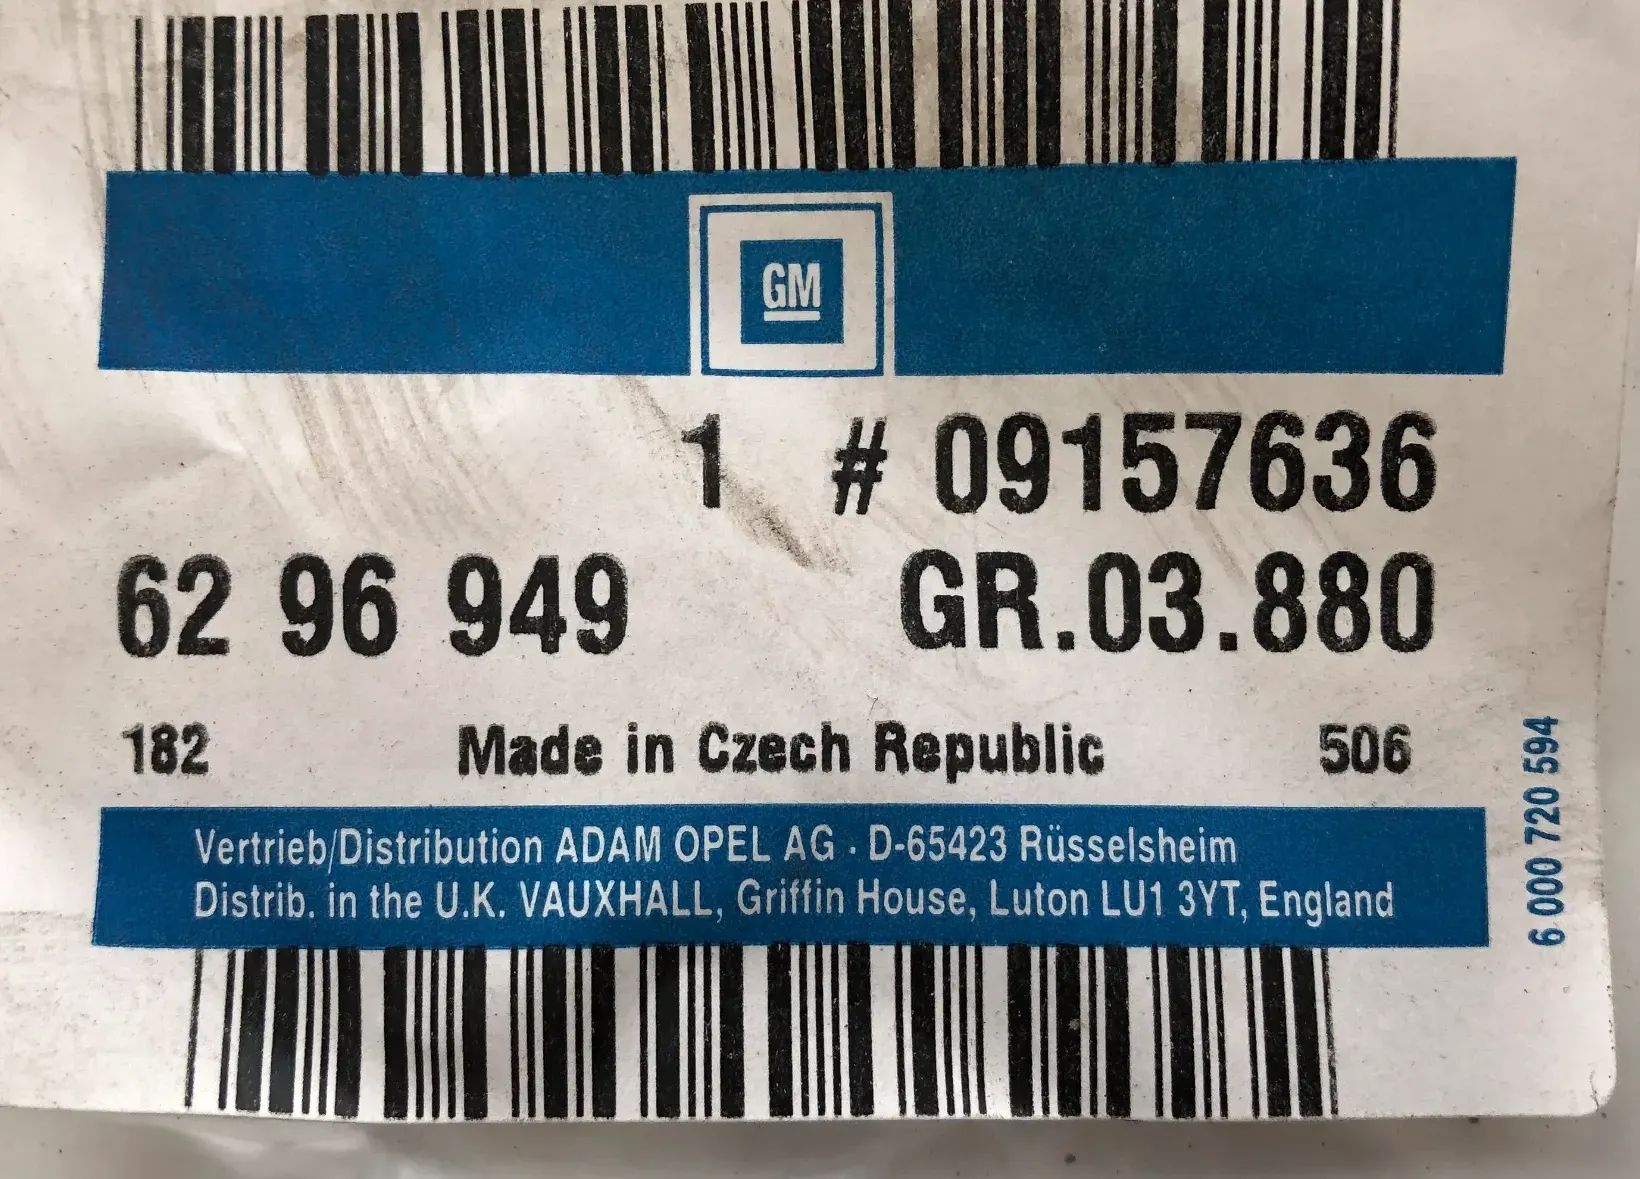 GM
1 # 09157636
62 96 949 GR.03.880
182 Made in Czech Republic 506
Vertrieb/Distribution ADAM OPEL AG · D-65423 Rüsselsheim
Distrib. in the U.K. VAUXHALL, Griffin House, Luton LU1 3YT, England
6 000 720 594